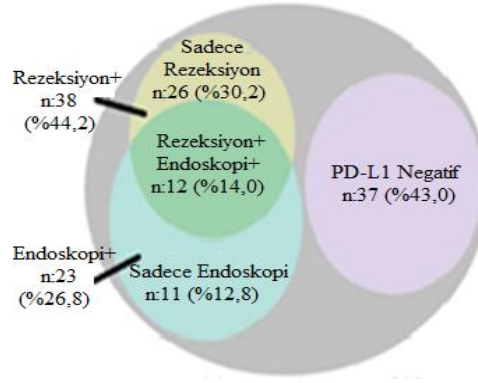 Sadece
Rezeksiyon
n:26 (%30,2)
Rezeksiyon+
n:38
(%44,2)
Rezeksiyon+
Endoskopi+
n:12 (%14,0)
PD-L1 Negatif
n:37 (%43,0)
Endoskopi+
n:23
(%26,8)
Sadece Endoskopi
n:11 (%12,8)